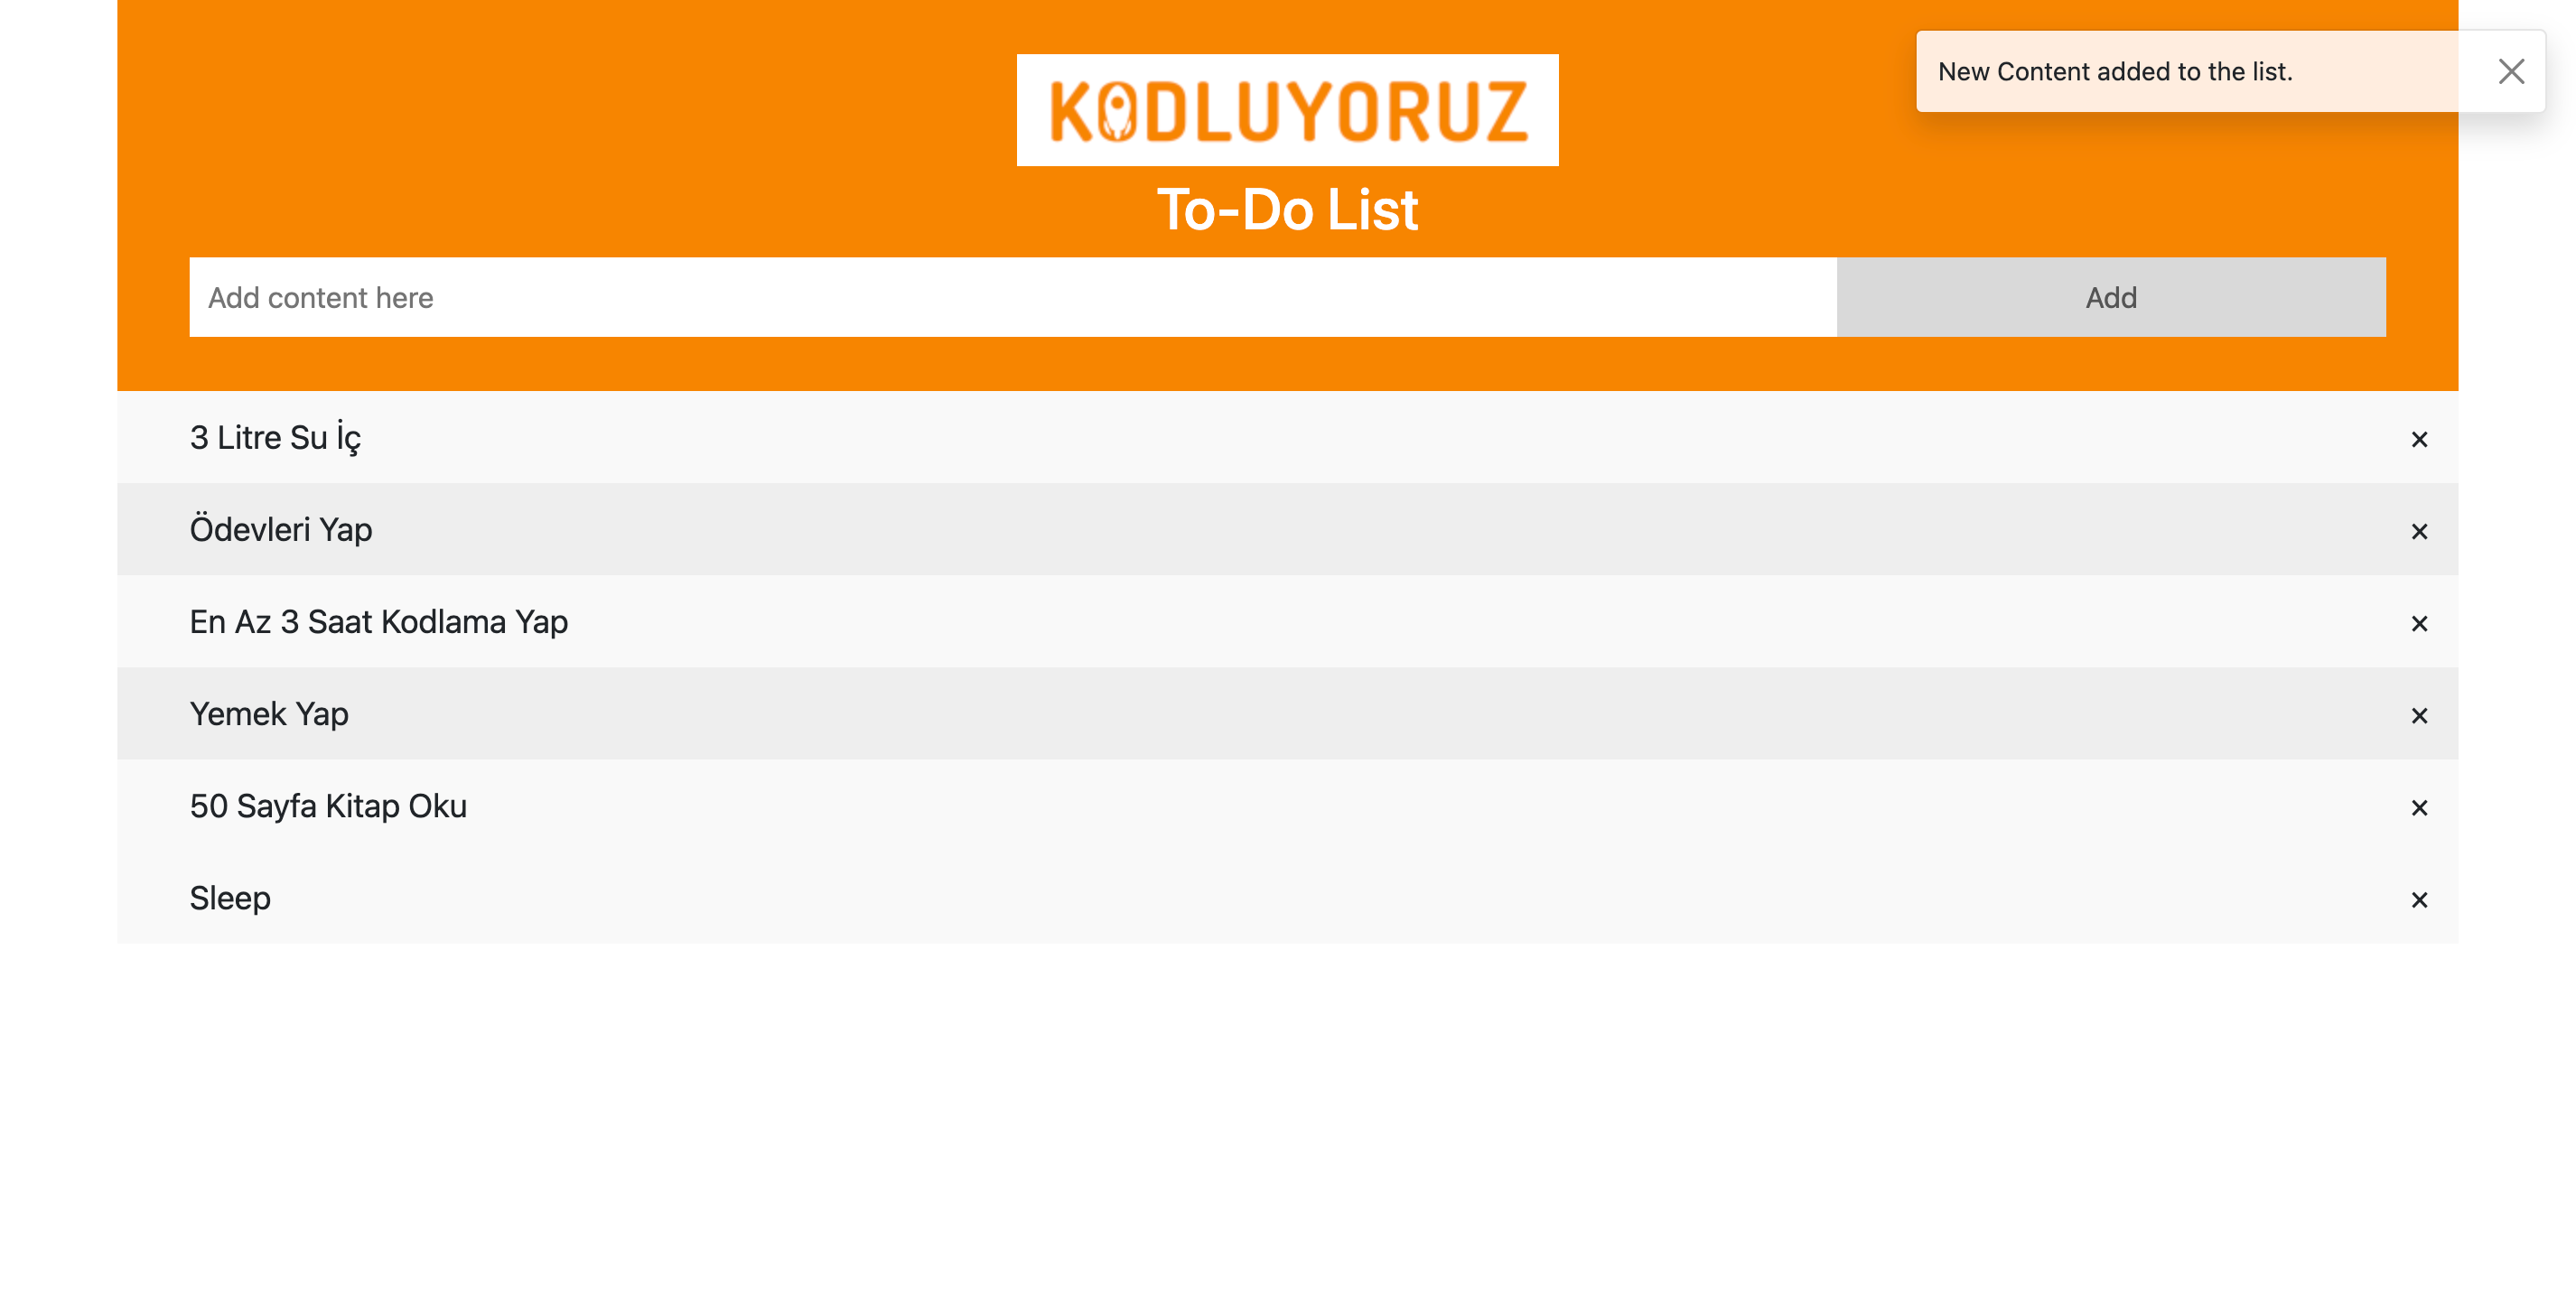 New Content added to the list.
KODLUYORUZ
To-Do List
Add content here
Add
3 Litre Su İç
Ödevleri Yap
En Az 3 Saat Kodlama Yap
Yemek Yap
50 Sayfa Kitap Oku
Sleep